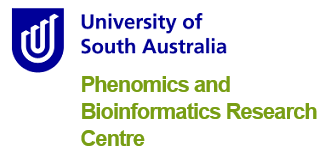 University of
South Australia
Phenomics and
Bioinformatics Research
Centre